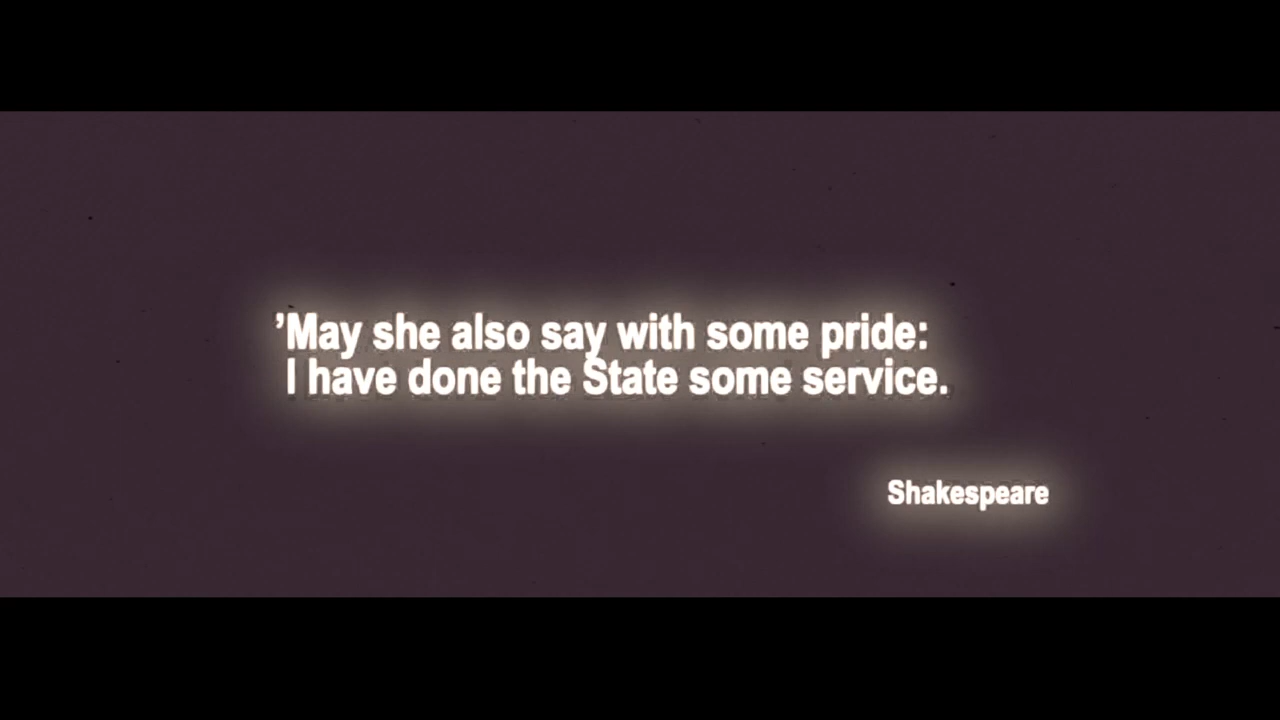 ’May she also say with some pride:
I have done the State some service.
Shakespeare